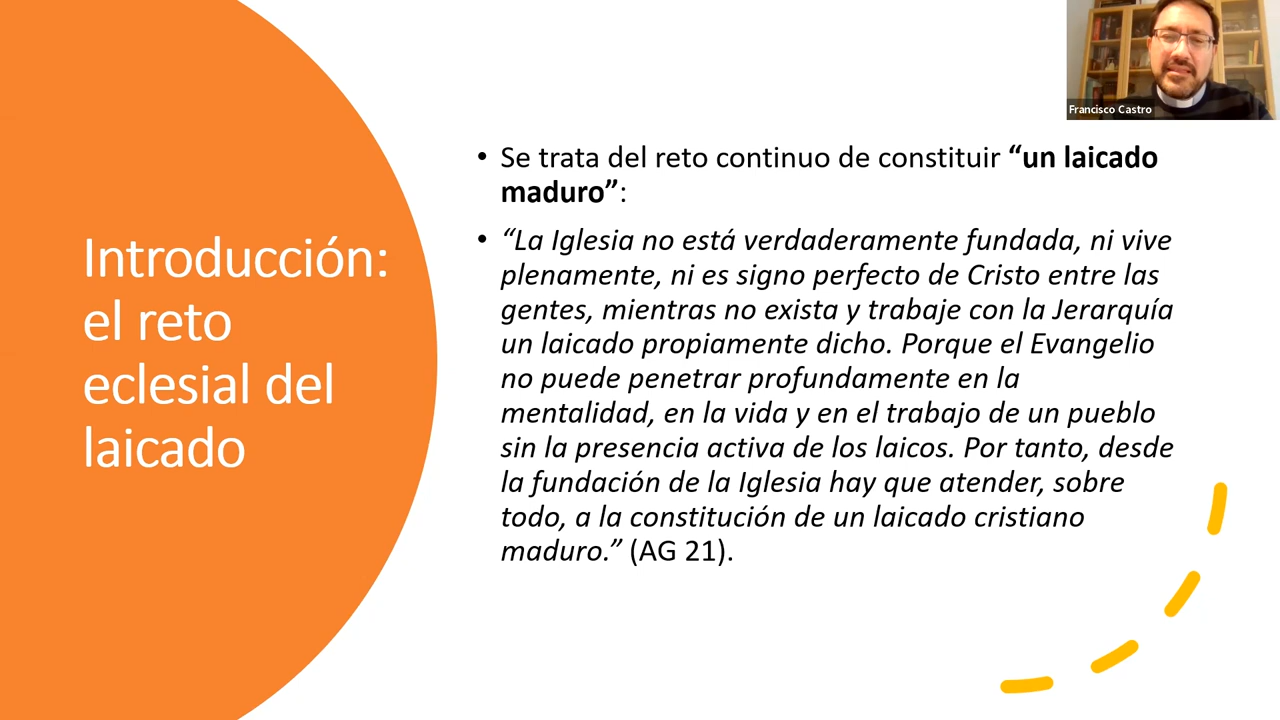 Francisco Castro
Introducción:
el reto
eclesial del
laicado
• Se trata del reto continuo de constituir “un laicado
maduro”:
• “La Iglesia no está verdaderamente fundada, ni vive
plenamente, ni es signo perfecto de Cristo entre las
gentes, mientras no exista y trabaje con la Jerarquía
un laicado propiamente dicho. Porque el Evangelio
no puede penetrar profundamente en la
mentalidad, en la vida y en el trabajo de un pueblo
sin la presencia activa de los laicos. Por tanto, desde
la fundación de la Iglesia hay que atender, sobre
todo, a la constitución de un laicado cristiano
maduro.” (AG 21).